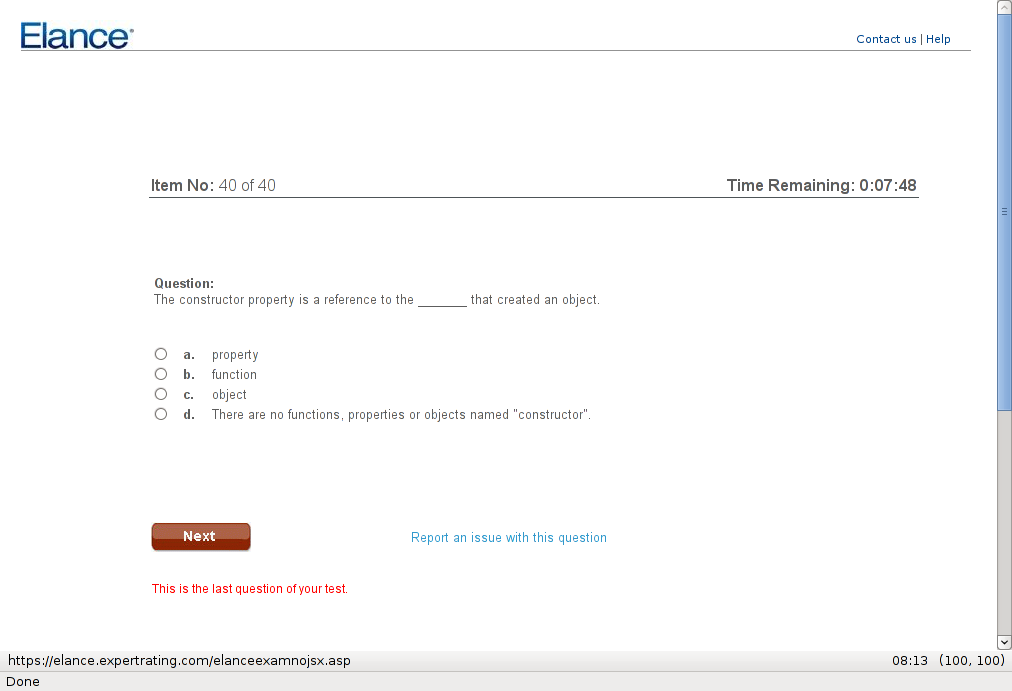 Elance®
Contact us | Help
Item No: 40 of 40
Time Remaining: 0:07:48
Question:
The constructor property is a reference to the _______ that created an object.
a. property
b. function
c. object
d. There are no functions, properties or objects named "constructor".
Next
Report an issue with this question
This is the last question of your test.
https://elance.expertrating.com/elanceexamnojsx.asp
08:13 (100, 100)
Done